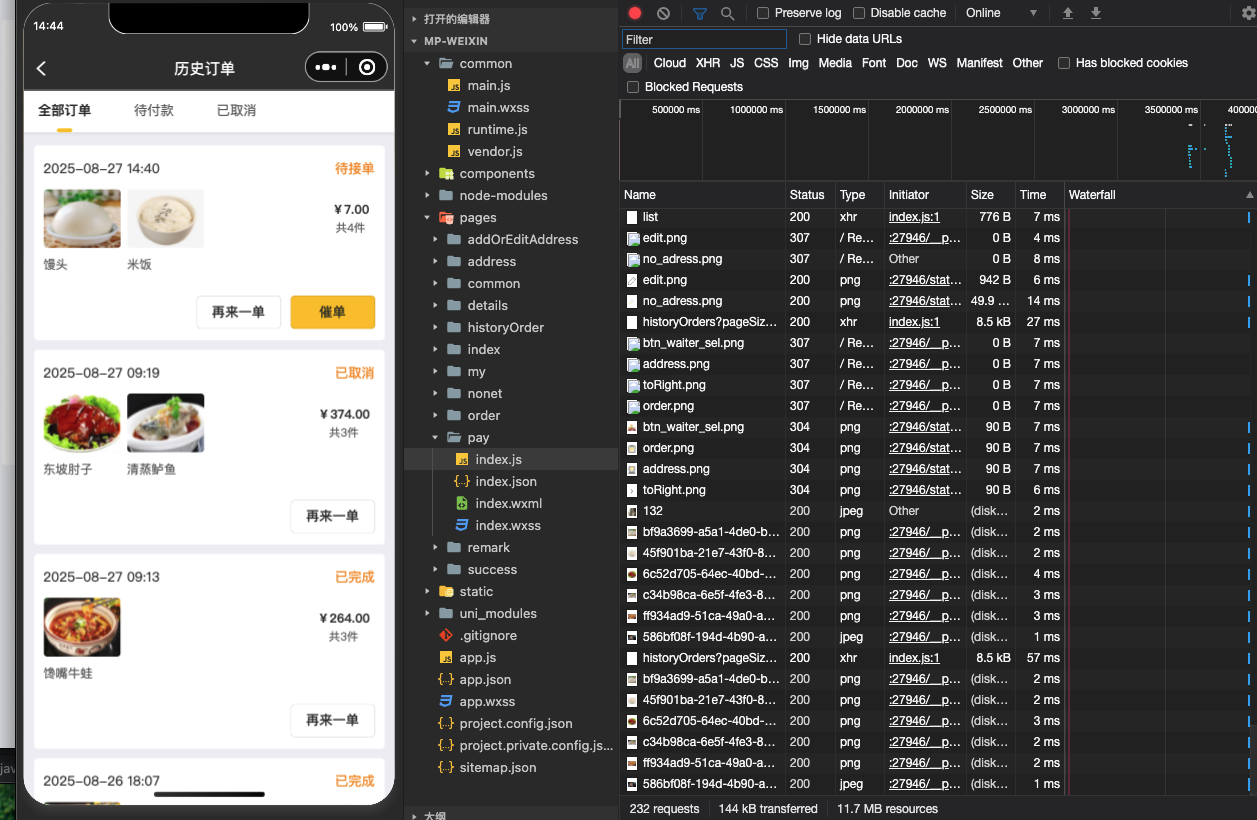 14:44
100%
历史订单
全部订单 待付款 已取消
2025-08-27 14:40 待接单
¥7.00
共4件
馒头 米饭
再来一单 催单
2025-08-27 09:19 已取消
¥374.00
共3件
东坡肘子 清蒸鲈鱼
再来一单
2025-08-27 09:13 已完成
¥264.00
共3件
馋嘴牛蛙
再来一单
2025-08-26 18:07 已完成
jav
打开的编辑器
MP-WEIXIN
common
main.js
main.wxss
runtime.js
vendor.js
components
node-modules
pages
addOrEditAddress
address
common
details
historyOrder
index
my
nonet
order
pay
index.js
index.json
index.wxml
index.wxss
remark
success
static
uni_modules
.gitignore
app.js
app.json
app.wxss
project.config.json
project.private.config.js...
sitemap.json
大纲
Preserve log Disable cache Online
Filter Hide data URLs
All Cloud XHR JS CSS Img Media Font Doc WS Manifest Other Has blocked cookies
Blocked Requests
500000 ms 1000000 ms 1500000 ms 2000000 ms 2500000 ms 3000000 ms 3500000 ms 400000
Name Status Type Initiator Size Time Waterfall
list 200 xhr index.js:1 776 B 7 ms
edit.png 307 / Re... :27946/__p... 0 B 4 ms
no_adress.png 307 / Re... Other 0 B 8 ms
edit.png 200 png :27946/stat... 942 B 6 ms
no_adress.png 200 png :27946/stat... 49.9 ... 14 ms
historyOrders?pageSiz... 200 xhr index.js:1 8.5 kB 27 ms
btn_waiter_sel.png 307 / Re... :27946/__p... 0 B 7 ms
address.png 307 / Re... :27946/__p... 0 B 7 ms
toRight.png 307 / Re... :27946/__p... 0 B 7 ms
order.png 307 / Re... :27946/__p... 0 B 7 ms
btn_waiter_sel.png 304 png :27946/stat... 90 B 7 ms
order.png 304 png :27946/stat... 90 B 7 ms
address.png 304 png :27946/stat... 90 B 7 ms
toRight.png 304 png :27946/stat... 90 B 6 ms
132 200 jpeg Other (disk... 2 ms
bf9a3699-a5a1-4de0-b... 200 png :27946/__p... (disk... 2 ms
45f901ba-21e7-43f0-8... 200 png :27946/__p... (disk... 2 ms
6c52d705-64ec-40bd-... 200 png :27946/__p... (disk... 4 ms
c34b98ca-6e5f-4fe3-8... 200 png :27946/__p... (disk... 3 ms
ff934ad9-51ca-49a0-a... 200 png :27946/__p... (disk... 3 ms
586bf08f-194d-4b90-a... 200 jpeg :27946/__p... (disk... 1 ms
historyOrders?pageSiz... 200 xhr index.js:1 8.5 kB 57 ms
bf9a3699-a5a1-4de0-b... 200 png :27946/__p... (disk... 2 ms
45f901ba-21e7-43f0-8... 200 png :27946/__p... (disk... 2 ms
6c52d705-64ec-40bd-... 200 png :27946/__p... (disk... 3 ms
c34b98ca-6e5f-4fe3-8... 200 png :27946/__p... (disk... 2 ms
ff934ad9-51ca-49a0-a... 200 png :27946/__p... (disk... 2 ms
586bf08f-194d-4b90-a... 200 jpeg :27946/__p... (disk... 1 ms
232 requests 144 kB transferred 11.7 MB resources